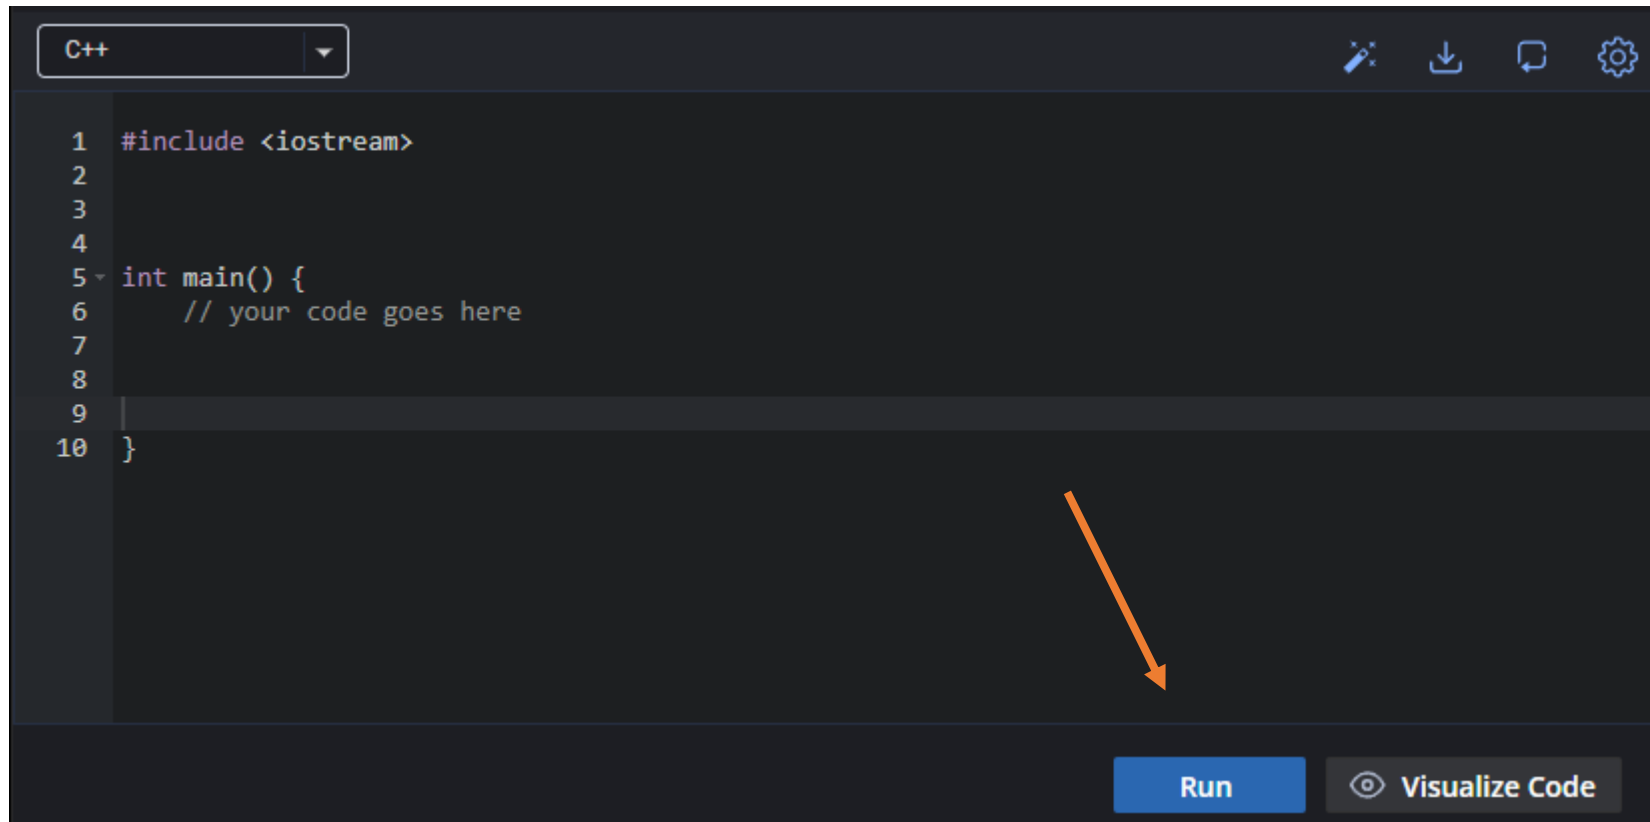 C++
1 #include <iostream>
2
3
4
5 int main() {
6     // your code goes here
7
8
9
10 }
Run
Visualize Code